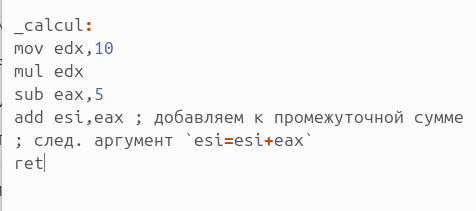 _calcul:
mov edx,10
mul edx
sub eax,5
add esi,eax ; добавляем к промежуточной сумме
; след. аргумент `esi=esi+eax`
ret